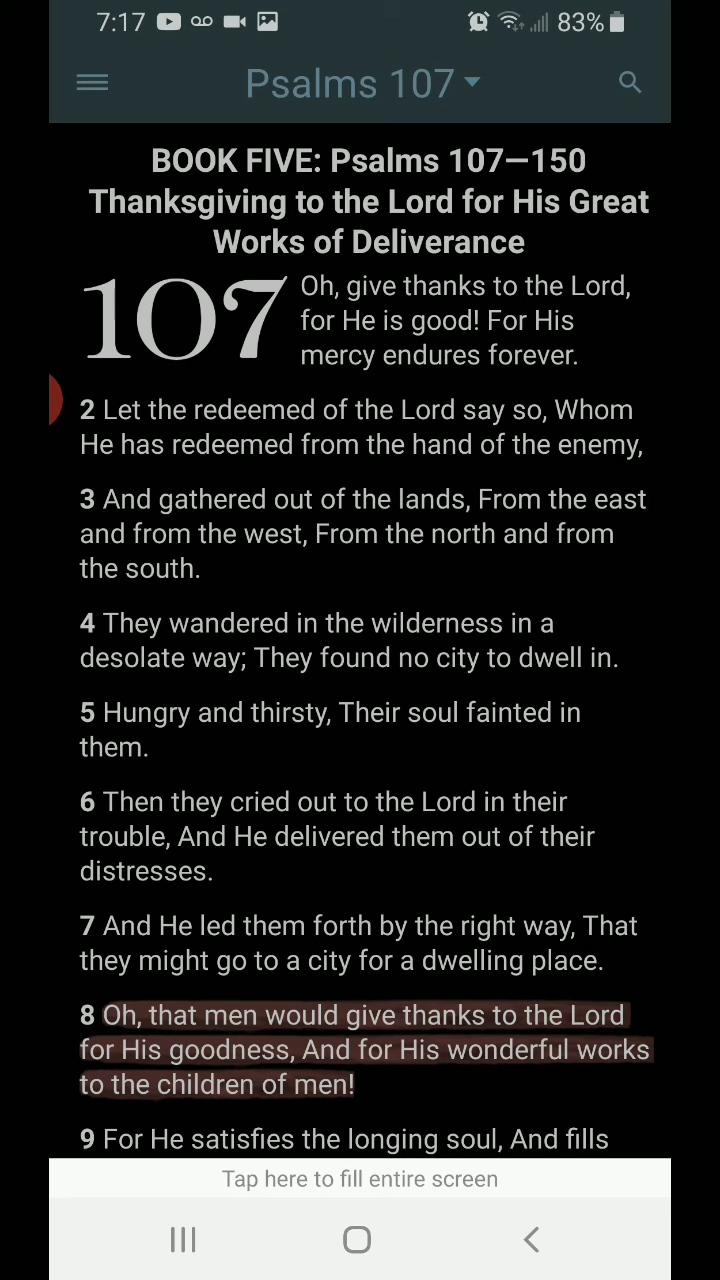 7:17
83%
Psalms 107
BOOK FIVE: Psalms 107—150
Thanksgiving to the Lord for His Great
Works of Deliverance
107 Oh, give thanks to the Lord,
for He is good! For His
mercy endures forever.
2 Let the redeemed of the Lord say so, Whom
He has redeemed from the hand of the enemy,
3 And gathered out of the lands, From the east
and from the west, From the north and from
the south.
4 They wandered in the wilderness in a
desolate way; They found no city to dwell in.
5 Hungry and thirsty, Their soul fainted in
them.
6 Then they cried out to the Lord in their
trouble, And He delivered them out of their
distresses.
7 And He led them forth by the right way, That
they might go to a city for a dwelling place.
8 Oh, that men would give thanks to the Lord
for His goodness, And for His wonderful works
to the children of men!
9 For He satisfies the longing soul, And fills
Tap here to fill entire screen